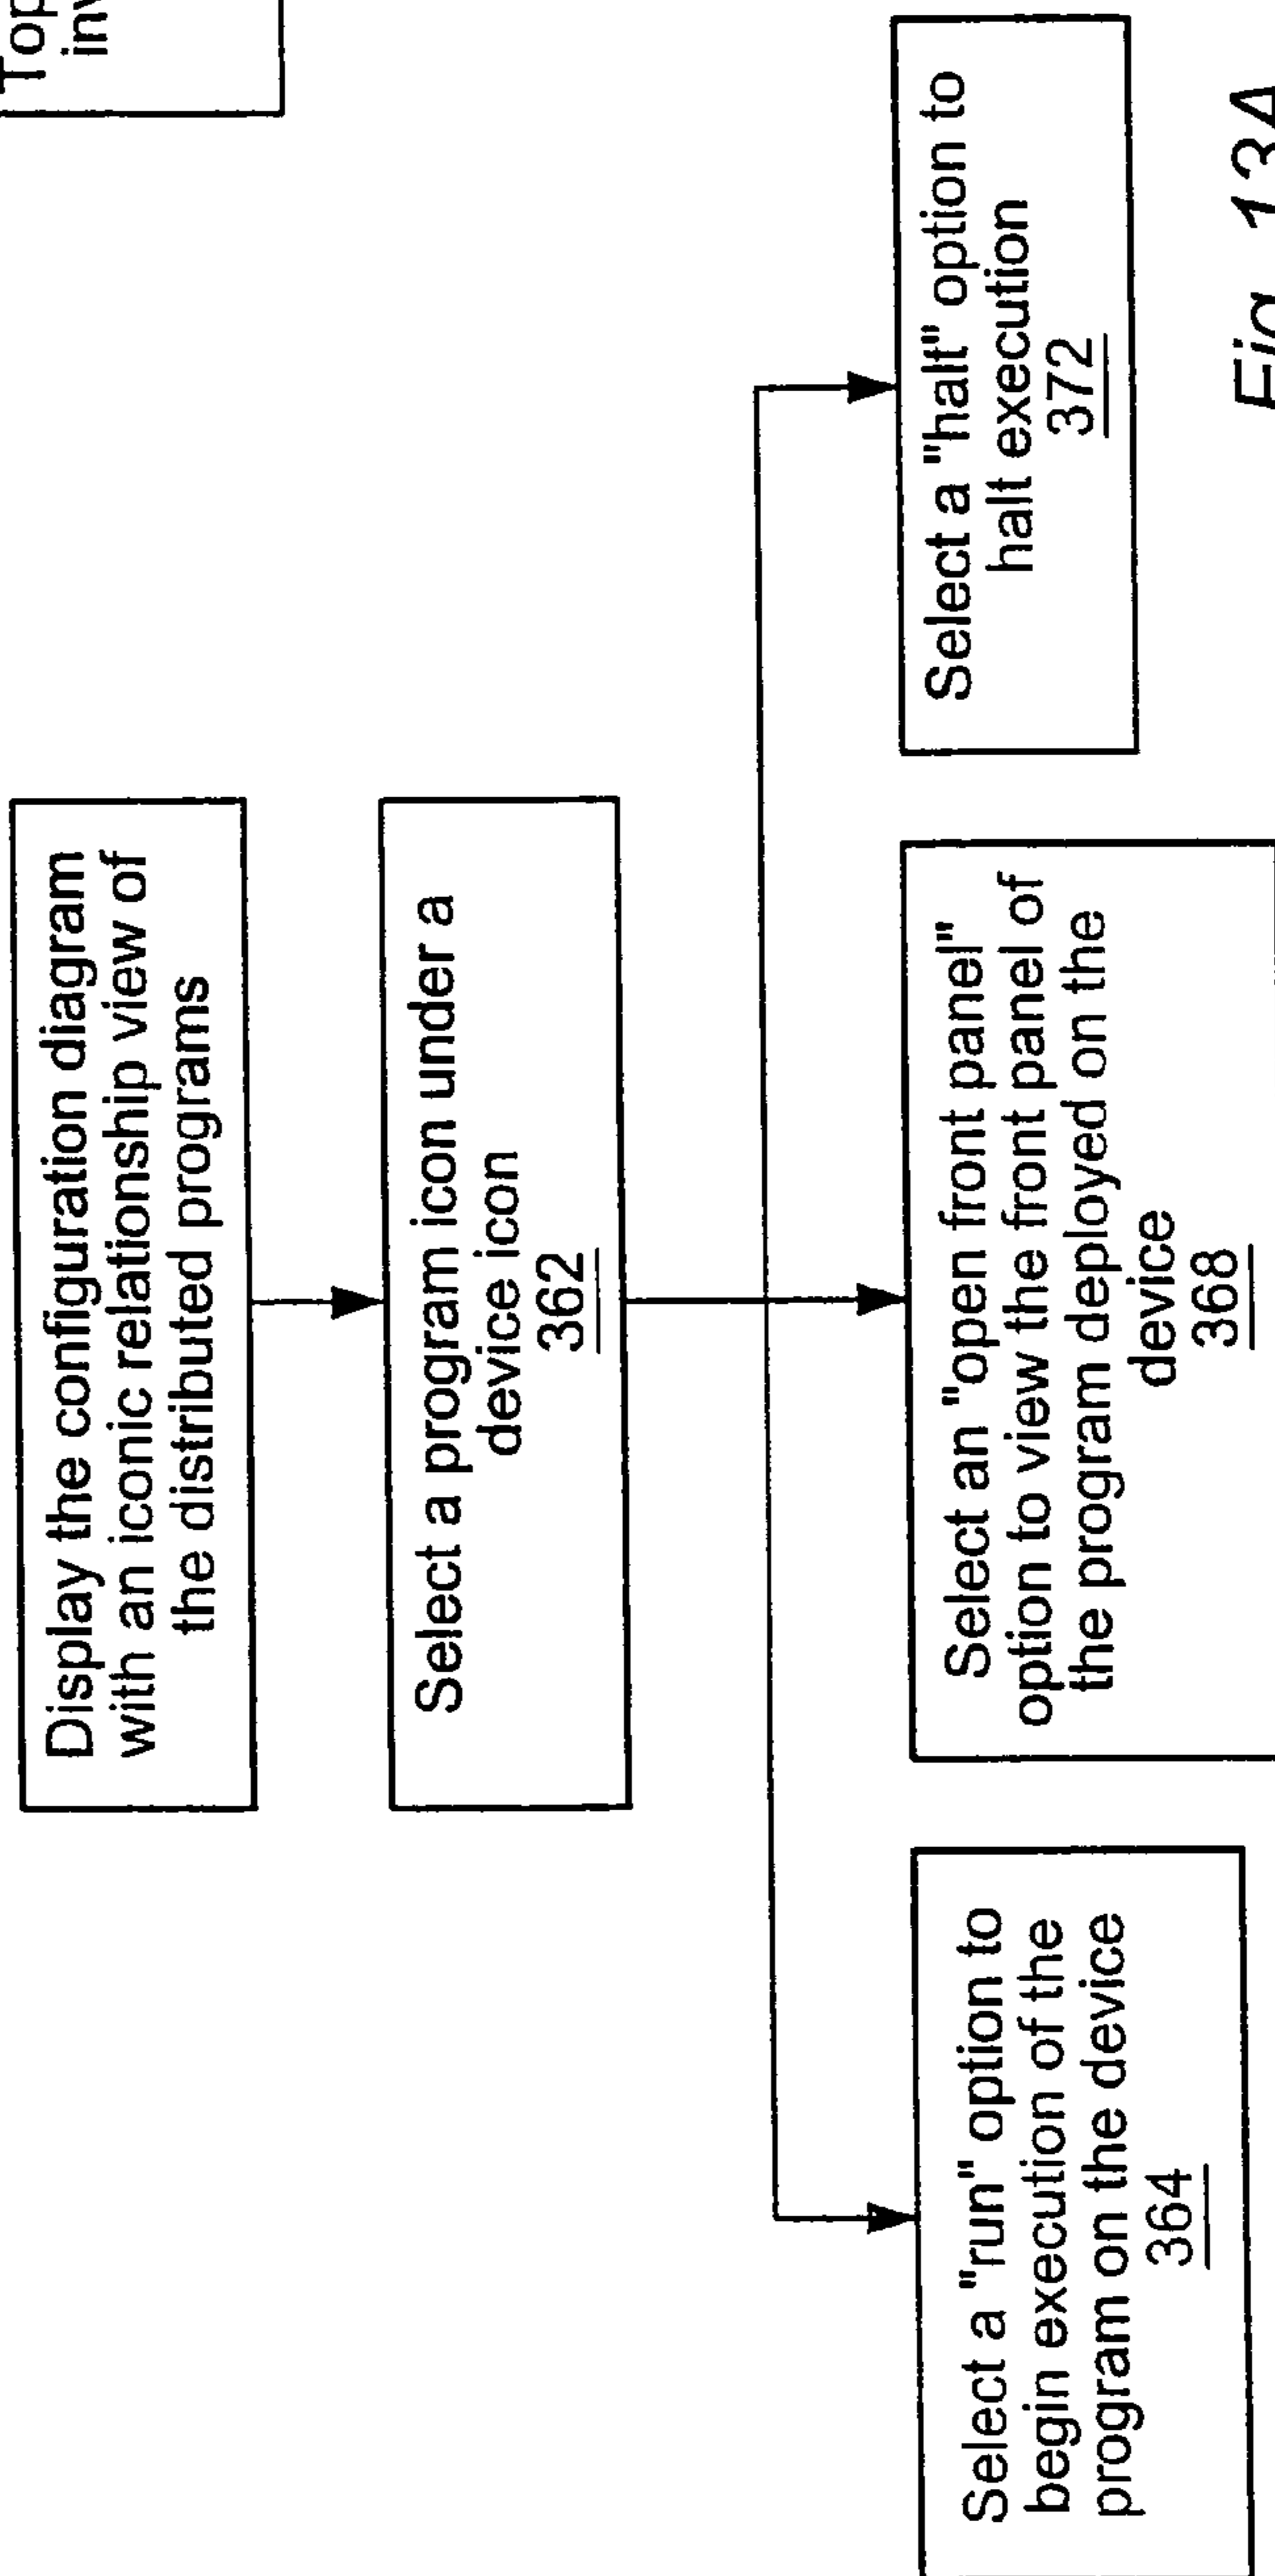 Display the configuration diagram
with an iconic relationship view of
the distributed programs
Select a program icon under a
device icon
362
Select a "run" option to
begin execution of the
program on the device
364
Select an "open front panel"
option to view the front panel of
the program deployed on the
device
368
Select a "halt" option to
halt execution
372
Fig. 13A